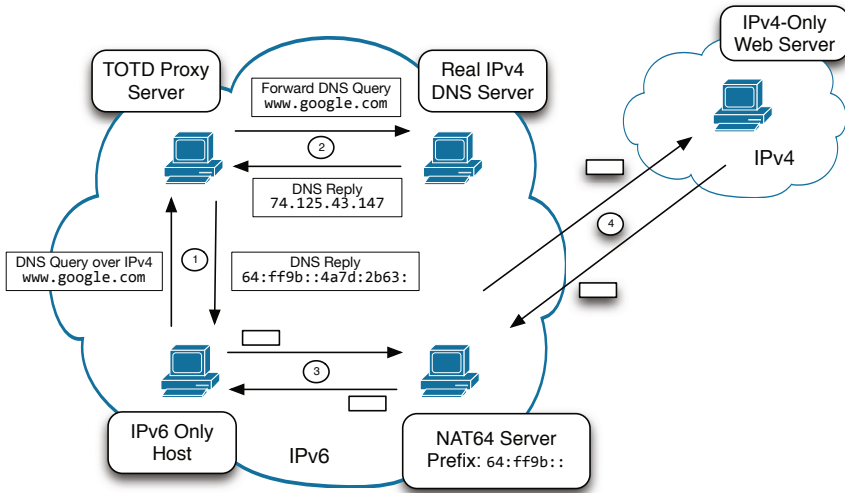 IPv4-Only
Web Server
TOTD Proxy
Server
Real IPv4
DNS Server
Forward DNS Query
www.google.com
2
IPv4
DNS Reply
74.125.43.147
4
DNS Query over IPv4
www.google.com
1
DNS Reply
64:ff9b::4a7d:2b63:
3
IPv6 Only
Host
IPv6
NAT64 Server
Prefix: 64:ff9b::